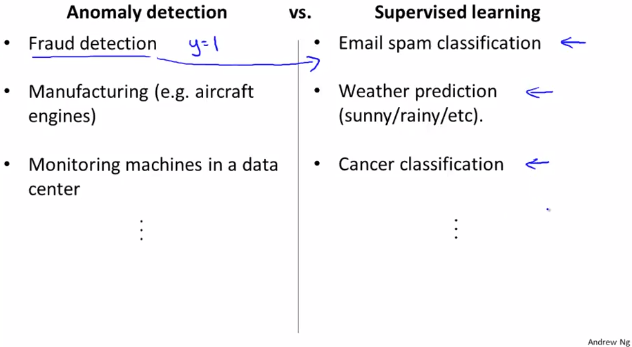 Anomaly detection vs. Supervised learning
• Fraud detection y=1
• Manufacturing (e.g. aircraft
engines)
• Monitoring machines in a data
center
• Email spam classification
• Weather prediction
(sunny/rainy/etc).
• Cancer classification
Andrew Ng